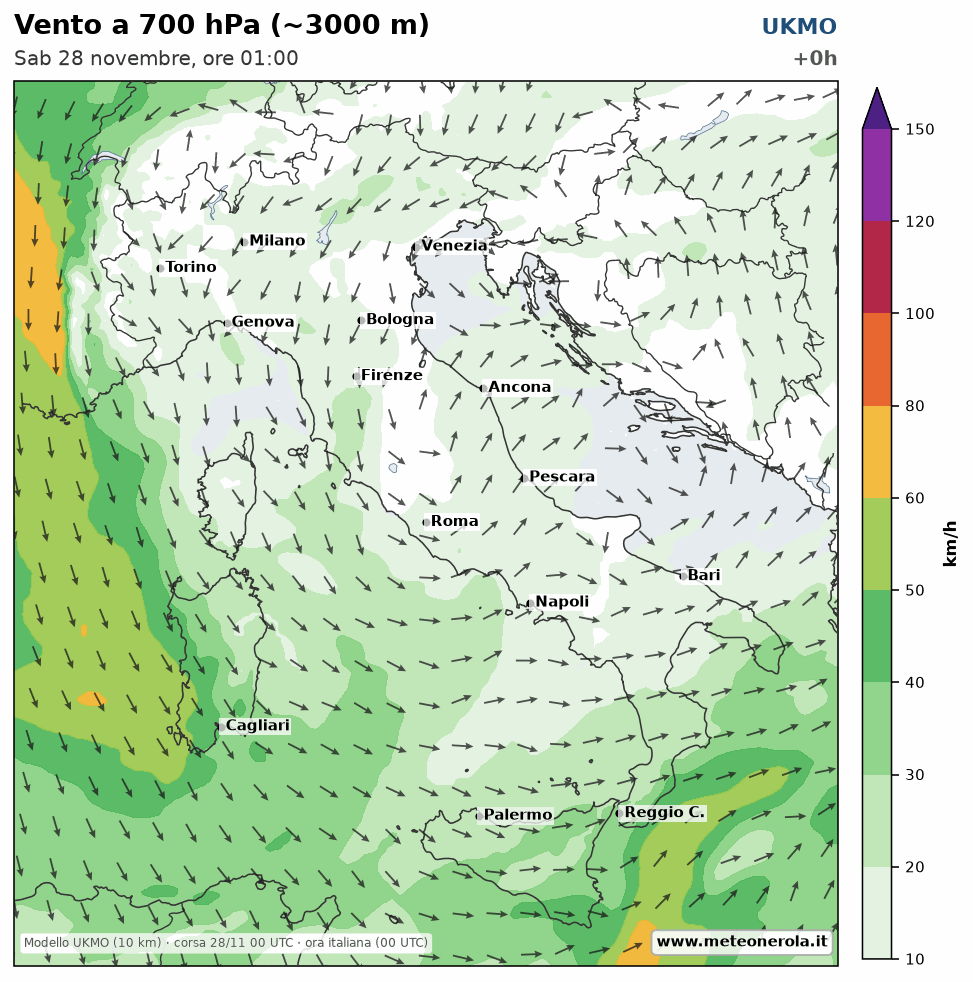 Vento a 700 hPa (~3000 m)
UKMO
Sab 28 novembre, ore 01:00
+0h
Milano
Venezia
Torino
Genova
Bologna
Firenze
Ancona
Pescara
Roma
Bari
Napoli
Cagliari
Palermo
Reggio C.
Modello UKMO (10 km) · corsa 28/11 00 UTC · ora italiana (00 UTC)
www.meteonerola.it
150
120
100
80
60
50
40
30
20
10
km/h